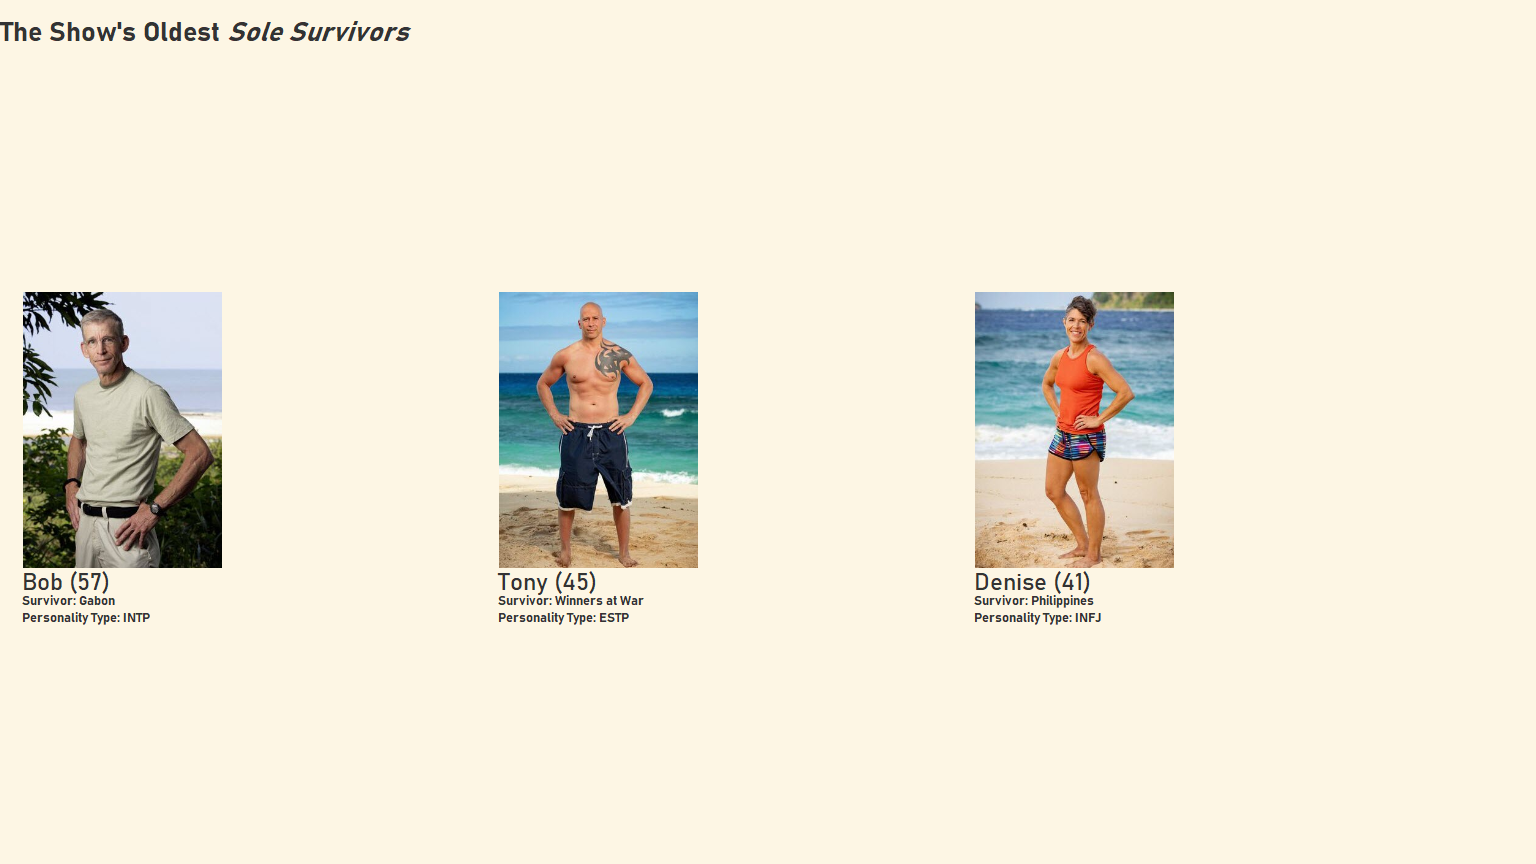 The Show's Oldest Sole Survivors
Bob (57)
Survivor: Gabon
Personality Type: INTP
Tony (45)
Survivor: Winners at War
Personality Type: ESTP
Denise (41)
Survivor: Philippines
Personality Type: INFJ